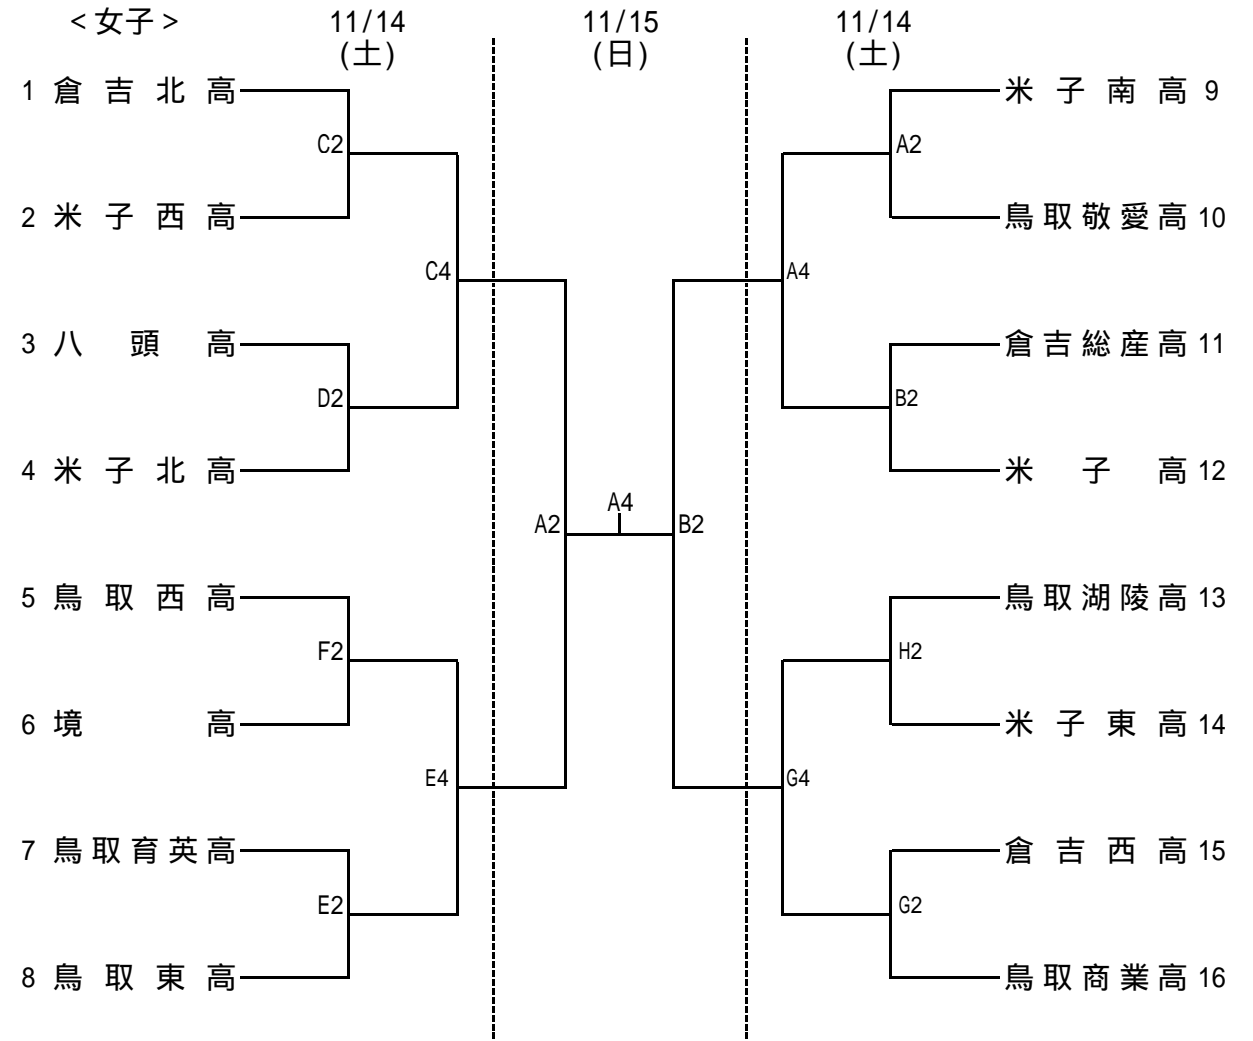 ＜女子＞ 11/14 11/15 11/14
(土) (日) (土)
1 倉吉北高 米子南高 9
C2 A2
2 米子西高 鳥取敬愛高 10
C4 A4
3 八頭高 倉吉総産高 11
D2 B2
4 米子北高 米子高 12
A4
A2 B2
5 鳥取西高 鳥取湖陵高 13
F2 H2
6 境高 米子東高 14
E4 G4
7 鳥取育英高 倉吉西高 15
E2 G2
8 鳥取東高 鳥取商業高 16